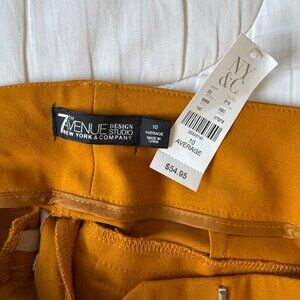 7TH
AVENUE
DESIGN
STUDIO
NEW YORK & COMPANY
10
AVERAGE
MADE IN
CHINA
NY
&C
10
AVERAGE
$54.95